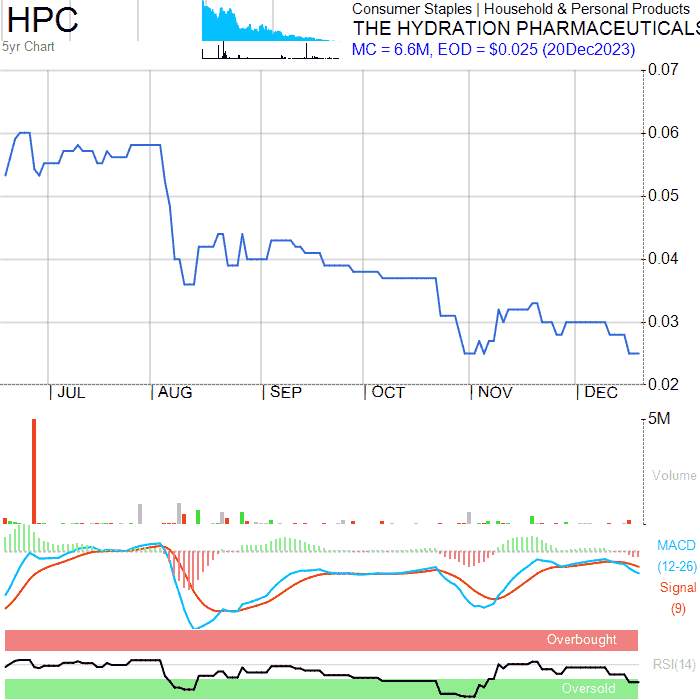 HPC
5yr Chart
Consumer Staples | Household & Personal Products
THE HYDRATION PHARMACEUTICALS
MC = 6.6M, EOD = $0.025 (20Dec2023)
0.07
0.06
0.05
0.04
0.03
0.02
JUL
AUG
SEP
OCT
NOV
DEC
5M
Volume
MACD
(12-26)
Signal
(9)
Overbought
RSI(14)
Oversold